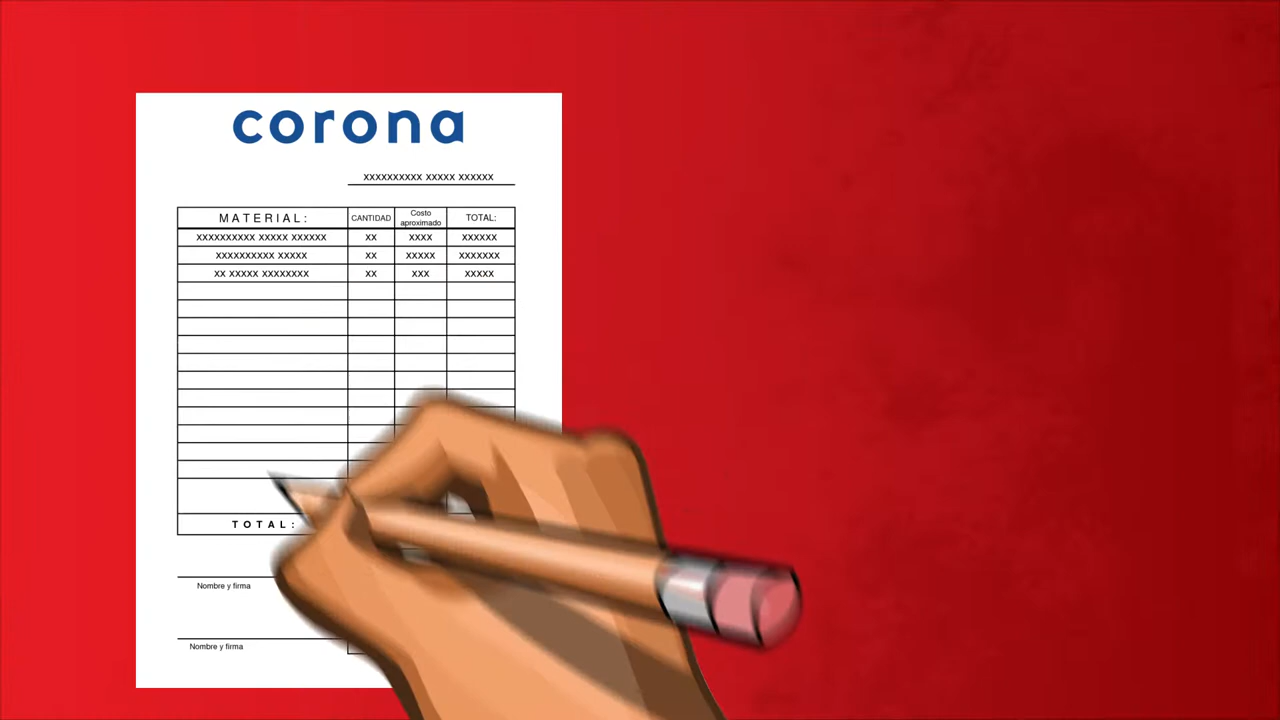 corona
xxxxxxxxxx xxxxx xxxxxx
MATERIAL: CANTIDAD Costo aproximado TOTAL:
xxxxxxxxxx xxxxx xxxxxx xx xxxx xxxxxx
xxxxxxxxxx xxxxx xx xxxxx xxxxxxx
xx xxxxx xxxxxxxx xx xxx xxxxx
TOTAL:
Nombre y firma
Nombre y firma